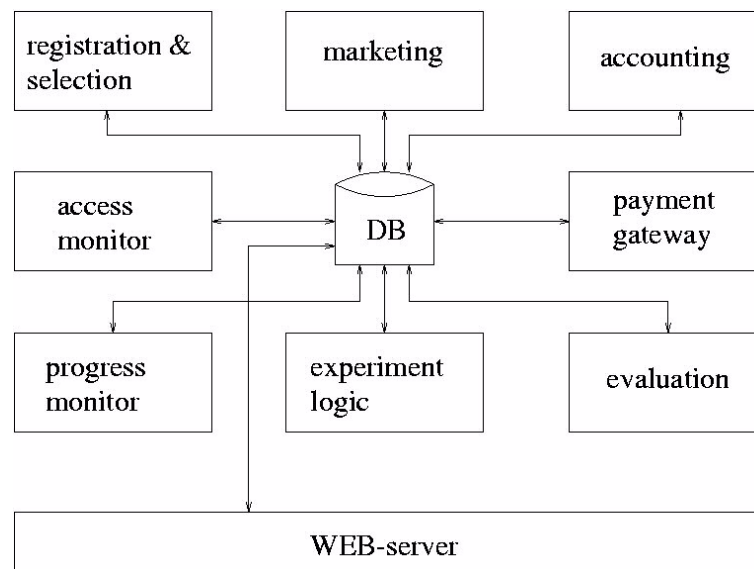 registration &
selection
marketing
accounting
access
monitor
DB
payment
gateway
progress
monitor
experiment
logic
evaluation
WEB-server